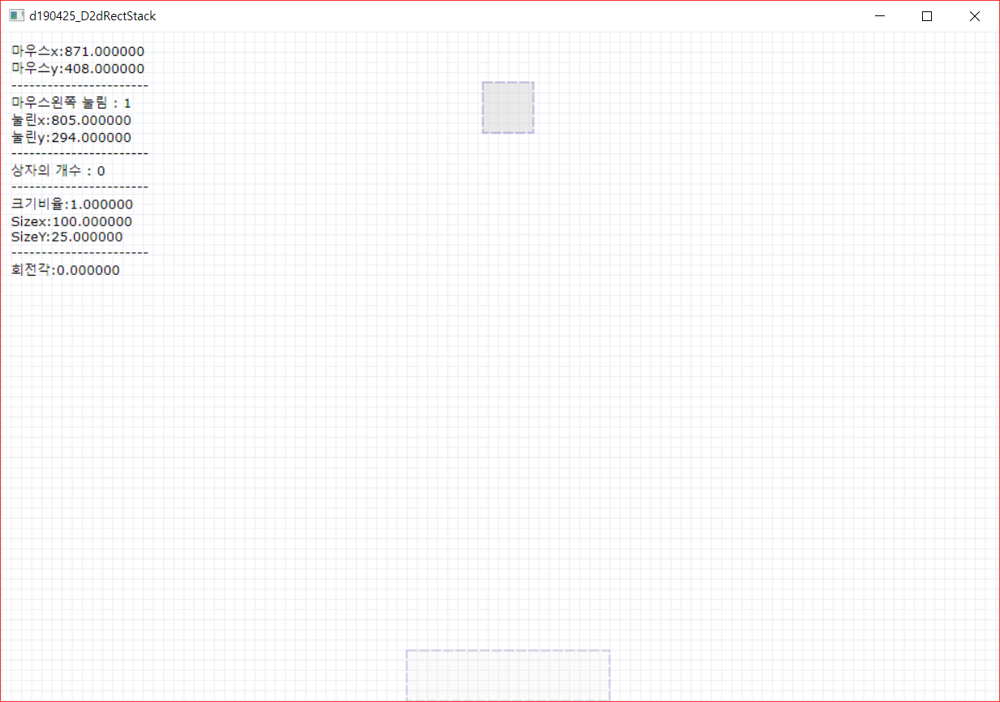 d190425_D2dRectStack
마우스x:871.000000
마우스y:408.000000
-----------------------
마우스왼쪽 눌림 : 1
눌린x:805.000000
눌린y:294.000000
-----------------------
상자의 개수 : 0
-----------------------
크기비율:1.000000
Sizex:100.000000
SizeY:25.000000
-----------------------
회전각:0.000000